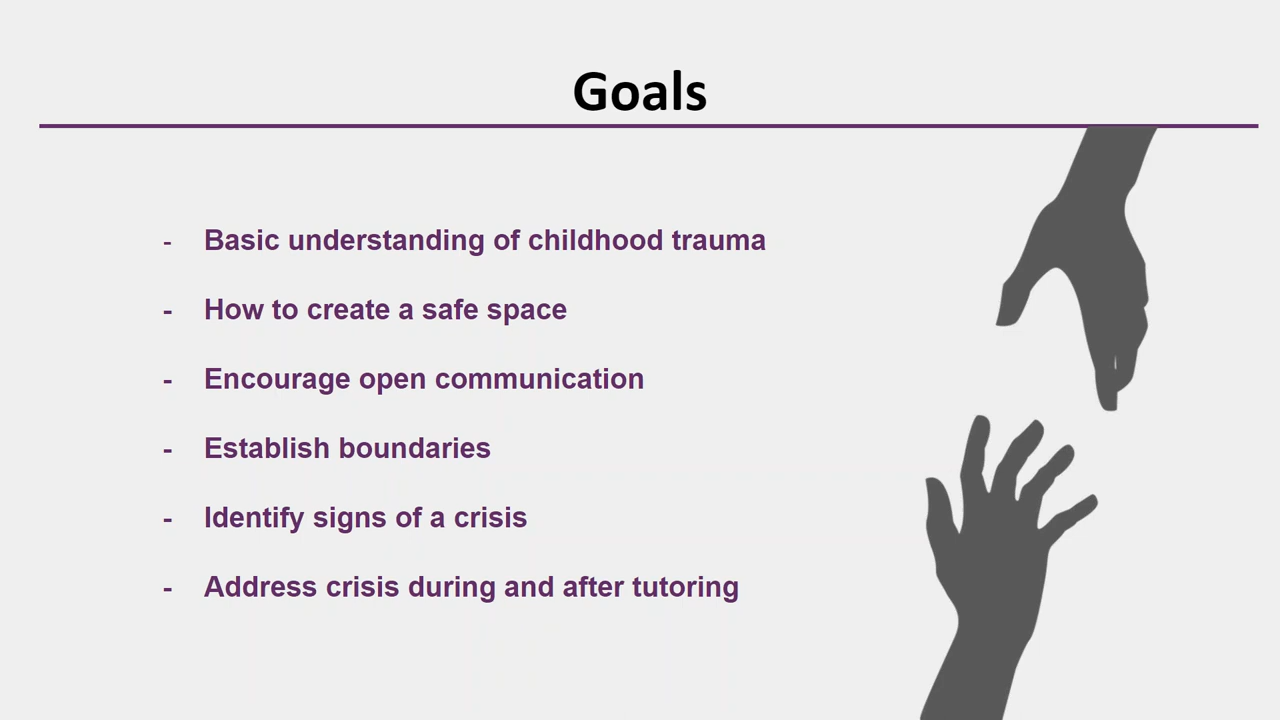 Goals
- Basic understanding of childhood trauma
- How to create a safe space
- Encourage open communication
- Establish boundaries
- Identify signs of a crisis
- Address crisis during and after tutoring